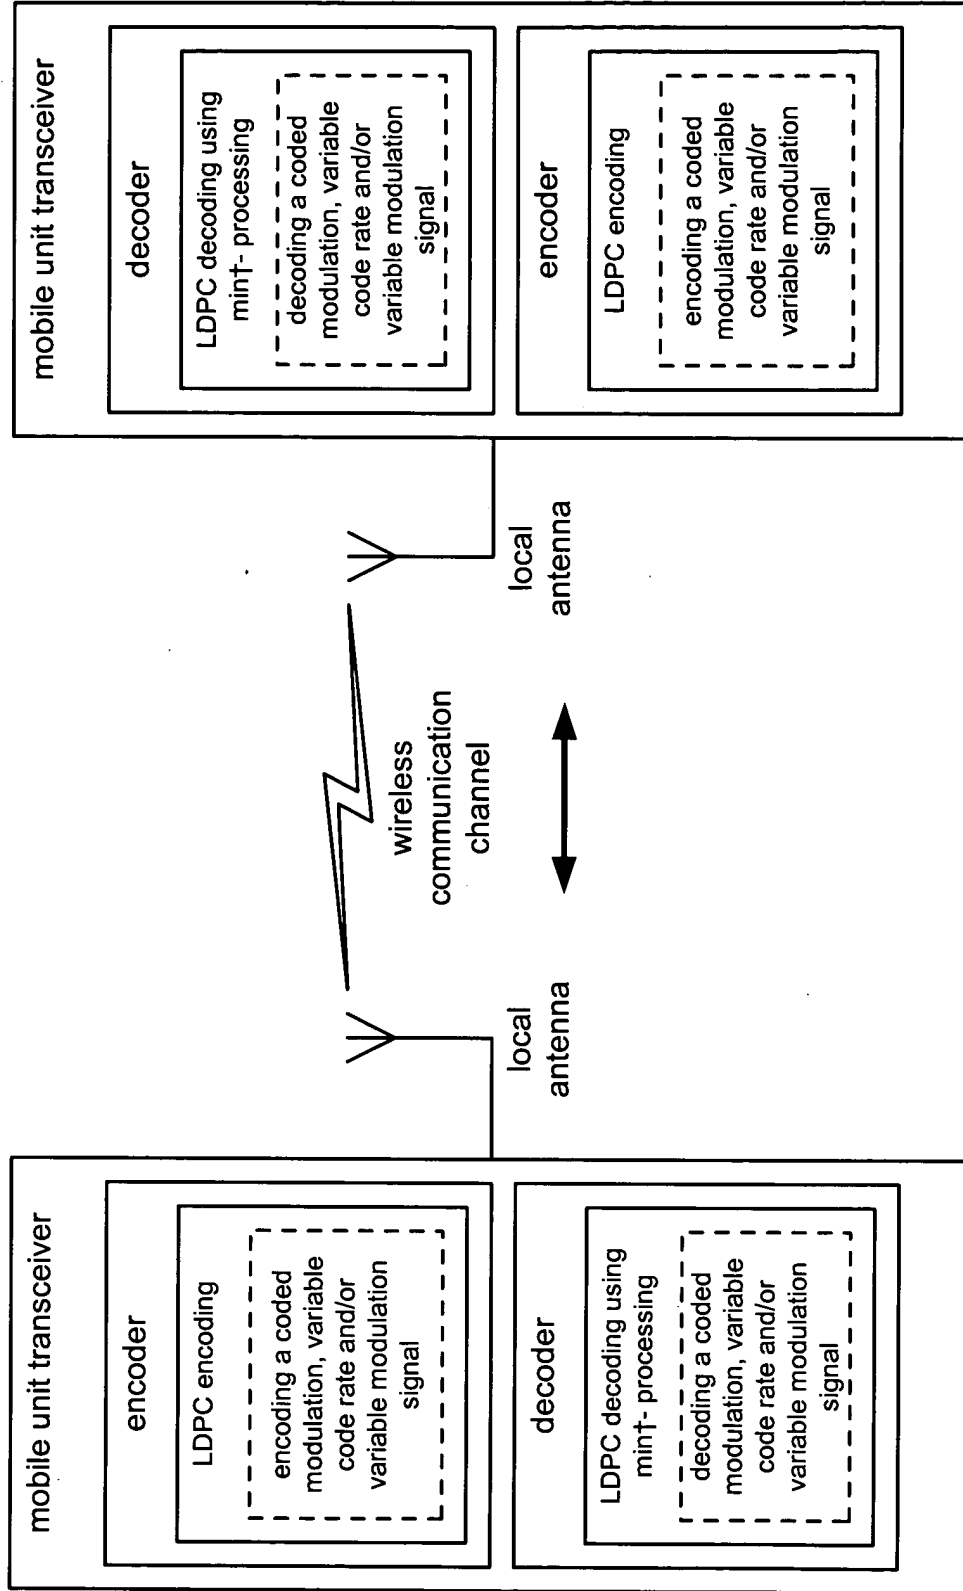 mobile unit transceiver
encoder
LDPC encoding
encoding a coded
modulation, variable
code rate and/or
variable modulation
signal
decoder
LDPC decoding using
min†- processing
decoding a coded
modulation, variable
code rate and/or
variable modulation
signal
local
antenna
wireless
communication
channel
local
antenna
mobile unit transceiver
decoder
LDPC decoding using
min†- processing
decoding a coded
modulation, variable
code rate and/or
variable modulation
signal
encoder
LDPC encoding
encoding a coded
modulation, variable
code rate and/or
variable modulation
signal